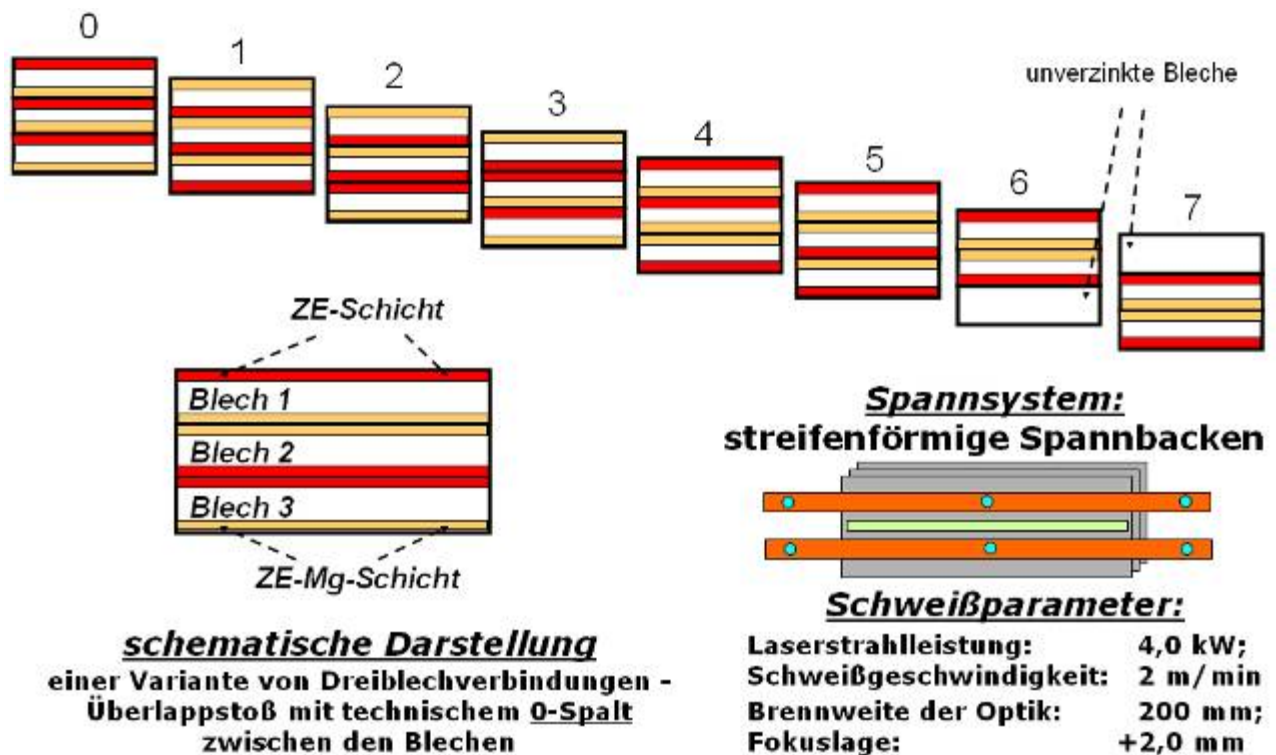 0
1
2
3
4
5
6
7
unverzinkte Bleche
ZE-Schicht
Blech 1
Blech 2
Blech 3
ZE-Mg-Schicht
schematische Darstellung
einer Variante von Dreiblechverbindungen –
Überlappstoß mit technischem 0-Spalt
zwischen den Blechen
Spannsystem:
streifenförmige Spannbacken
Schweißparameter:
Laserstrahlleistung: 4,0 kW;
Schweißgeschwindigkeit: 2 m/min
Brennweite der Optik: 200 mm;
Fokuslage: +2,0 mm